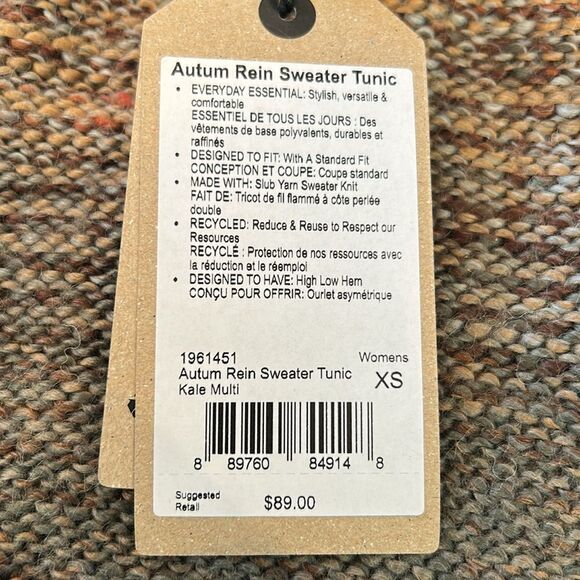 Autum Rein Sweater Tunic
• EVERYDAY ESSENTIAL: Stylish, versatile &
comfortable
ESSENTIEL DE TOUS LES JOURS : Des
vêtements de base polyvalents, durables et
raffinés
• DESIGNED TO FIT: With A Standard Fit
CONCEPTION ET COUPE: Coupe standard
• MADE WITH: Slub Yarn Sweater Knit
FAIT DE: Tricot de fil flammé à côte perlée
double
• RECYCLED: Reduce & Reuse to Respect our
Resources
RECYCLÉ : Protection de nos ressources avec
la réduction et le réemploi
• DESIGNED TO HAVE: High Low Hem
CONÇU POUR OFFRIR: Ourlet asymétrique
1961451 Womens
Autum Rein Sweater Tunic XS
Kale Multi
8 89760 84914 8
Suggested
Retail $89.00